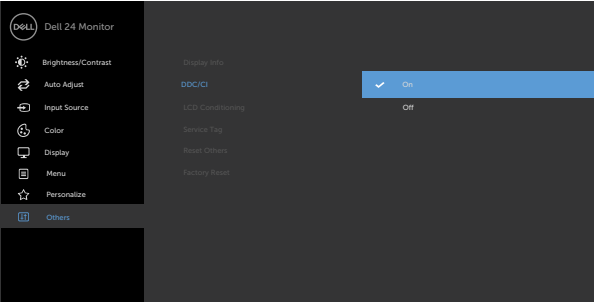 DELL
Dell 24 Monitor
Brightness/Contrast
Auto Adjust
Input Source
Color
Display
Menu
Personalize
Others
Display Info
DDC/CI
LCD Conditioning
Service Tag
Reset Others
Factory Reset
On
Off